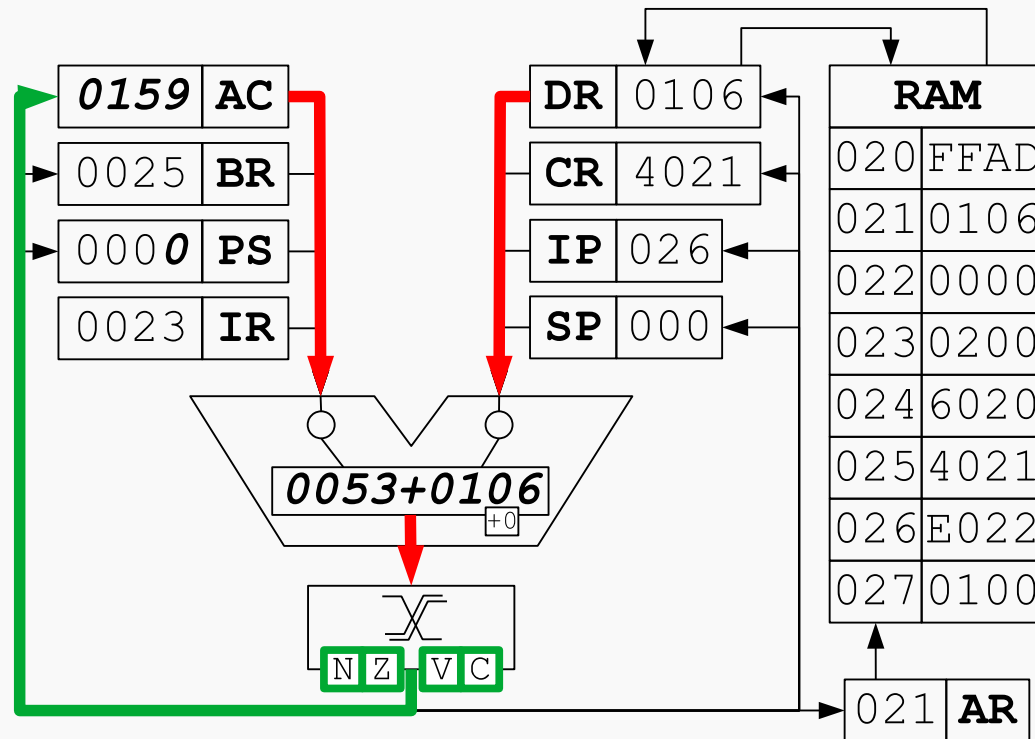 0159 AC
0025 BR
0000 PS
0023 IR
DR 0106
CR 4021
IP 026
SP 000
0053+0106
+0
N Z V C
RAM
020 FFAD
021 0106
022 0000
023 0200
024 6020
025 4021
026 E022
027 0100
021 AR